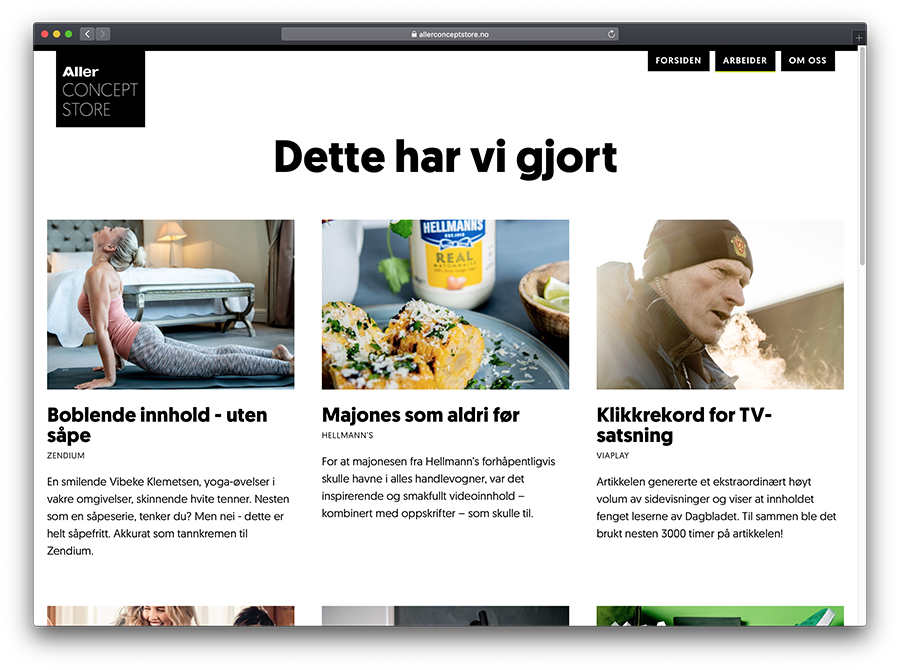 allerconceptstore.no
Aller
CONCEPT
STORE
FORSIDEN
ARBEIDER
OM OSS
Dette har vi gjort
HELLMANN'S
REAL
Boblende innhold - uten
såpe
ZENDIUM
En smilende Vibeke Klemetsen, yoga-øvelser i
vakre omgivelser, skinnende hvite tenner. Nesten
som en såpeserie, tenker du? Men nei - dette er
helt såpefritt. Akkurat som tannkremen til
Zendium.
Majones som aldri før
HELLMANN'S
For at majonesen fra Hellmann's forhåpentligvis
skulle havne i alles handlevogner, var det
inspirerende og smakfullt videoinnhold –
kombinert med oppskrifter – som skulle til.
Klikkrekord for TV-
satsning
VIAPLAY
Artikkelen genererte et ekstraordinært høyt
volum av sidevisninger og viser at innholdet
fenget leserne av Dagbladet. Til sammen ble det
brukt nesten 3000 timer på artikkelen!